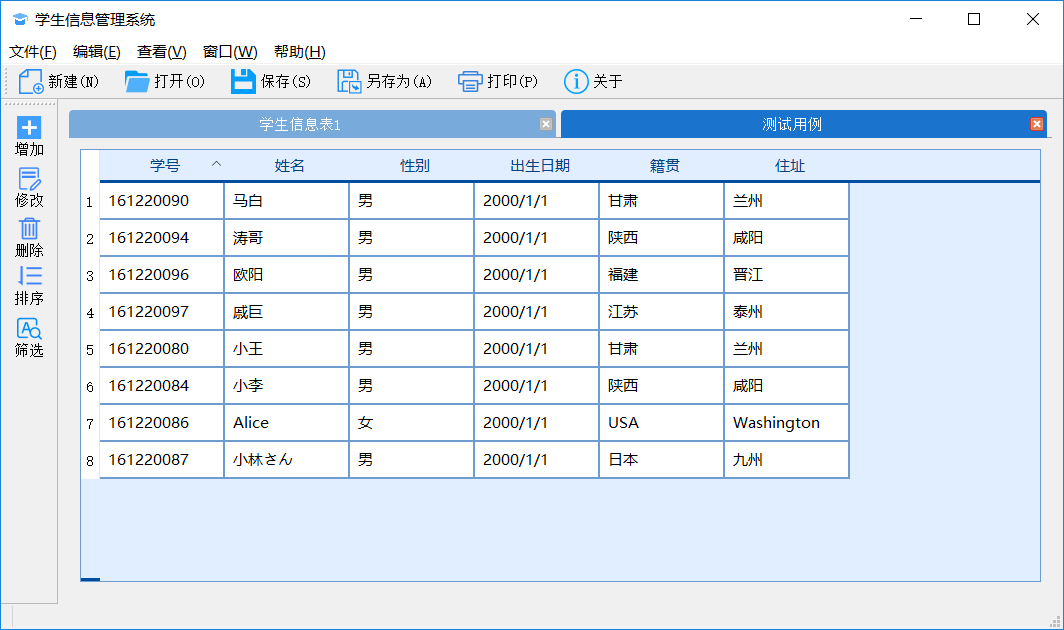 学生信息管理系统
文件(F) 编辑(E) 查看(V) 窗口(W) 帮助(H)
新建(N) 打开(O) 保存(S) 另存为(A) 打印(P) 关于
增加
修改
删除
排序
筛选
学生信息表1 测试用例
学号 姓名 性别 出生日期 籍贯 住址
1 161220090 马白 男 2000/1/1 甘肃 兰州
2 161220094 涛哥 男 2000/1/1 陕西 咸阳
3 161220096 欧阳 男 2000/1/1 福建 晋江
4 161220097 戚巨 男 2000/1/1 江苏 泰州
5 161220080 小王 男 2000/1/1 甘肃 兰州
6 161220084 小李 男 2000/1/1 陕西 咸阳
7 161220086 Alice 女 2000/1/1 USA Washington
8 161220087 小林さん 男 2000/1/1 日本 九州